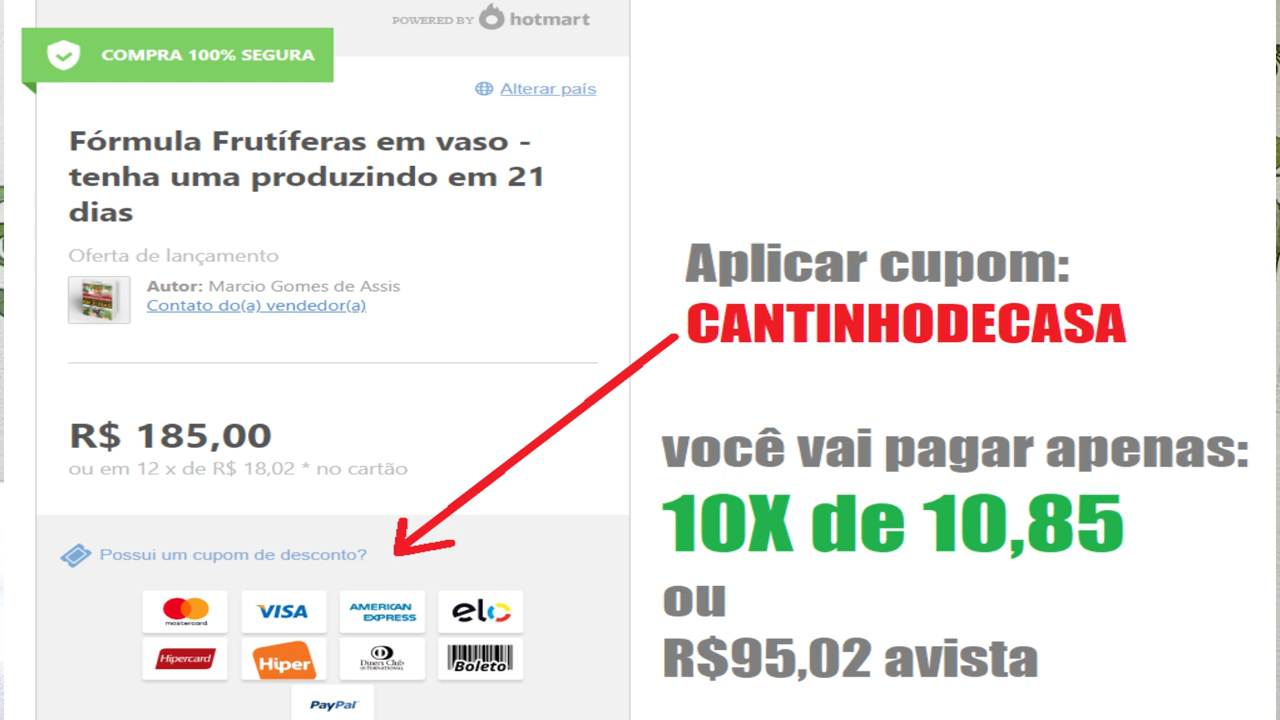 POWERED BY hotmart
COMPRA 100% SEGURA
Alterar país
Fórmula Frutíferas em vaso -
tenha uma produzindo em 21
dias
Oferta de lançamento
Autor: Marcio Gomes de Assis
Contato do(a) vendedor(a)
R$ 185,00
ou em 12 x de R$ 18,02 * no cartão
Possui um cupom de desconto?
mastercard VISA AMERICAN EXPRESS elo
Hipercard Hiper Diners Club INTERNATIONAL Boleto
PayPal
Aplicar cupom:
CANTINHODECASA
você vai pagar apenas:
10X de 10,85
ou
R$95,02 avista